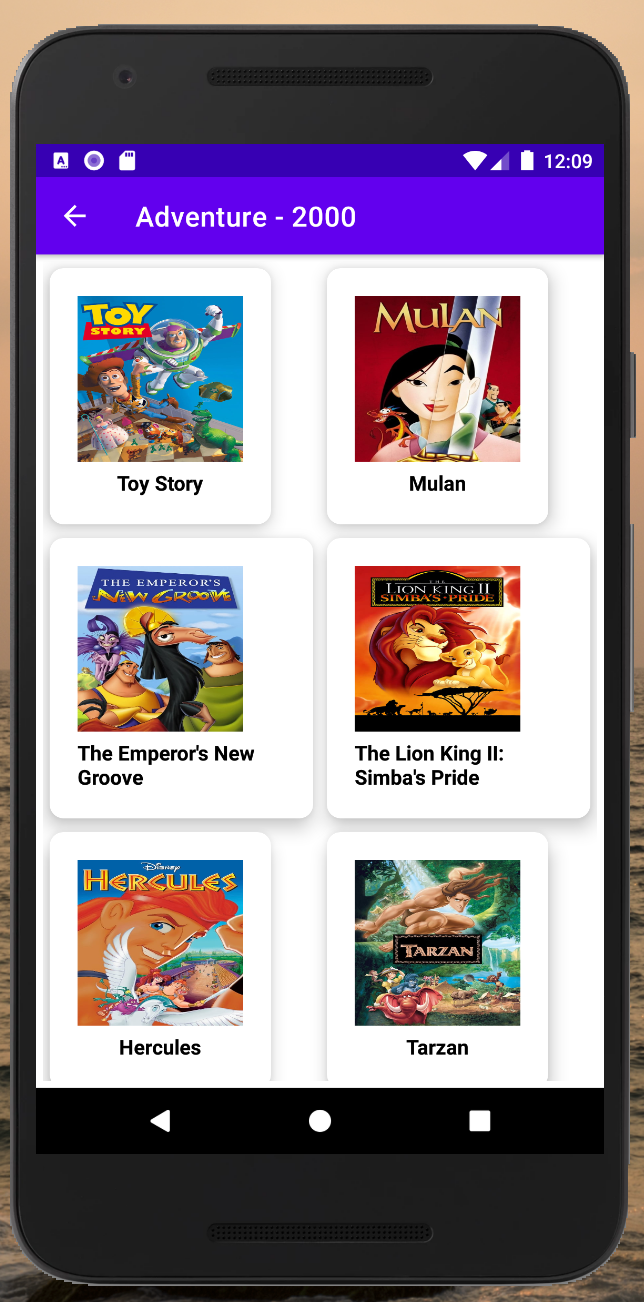 12:09
Adventure - 2000
TOY
STORY
MULAN
Toy Story
Mulan
THE EMPEROR'S
NEW GROOVE
THE
LION KING II
SIMBA'S PRIDE
The Emperor's New
Groove
The Lion King II:
Simba's Pride
DISNEY
HERCULES
TARZAN
Hercules
Tarzan